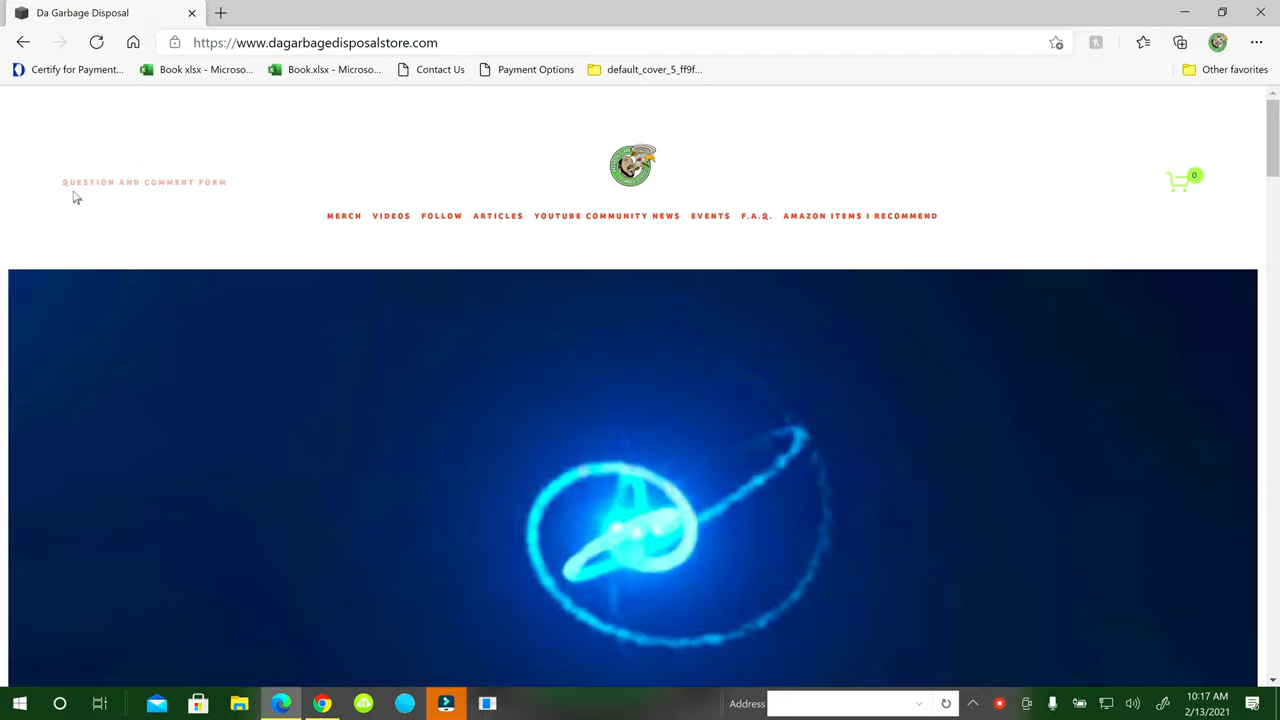 Da Garbage Disposal
https://www.dagarbagedisposalstore.com
Certify for Payment...
Book xlsx - Microso...
Book.xlsx - Microso...
Contact Us
Payment Options
default_cover_5_ff9f...
Other favorites
QUESTION AND COMMENT FORM
0
MERCH VIDEOS FOLLOW ARTICLES YOUTUBE COMMUNITY NEWS EVENTS F.A.Q. AMAZON ITEMS I RECOMMEND
Address
10:17 AM
2/13/2021